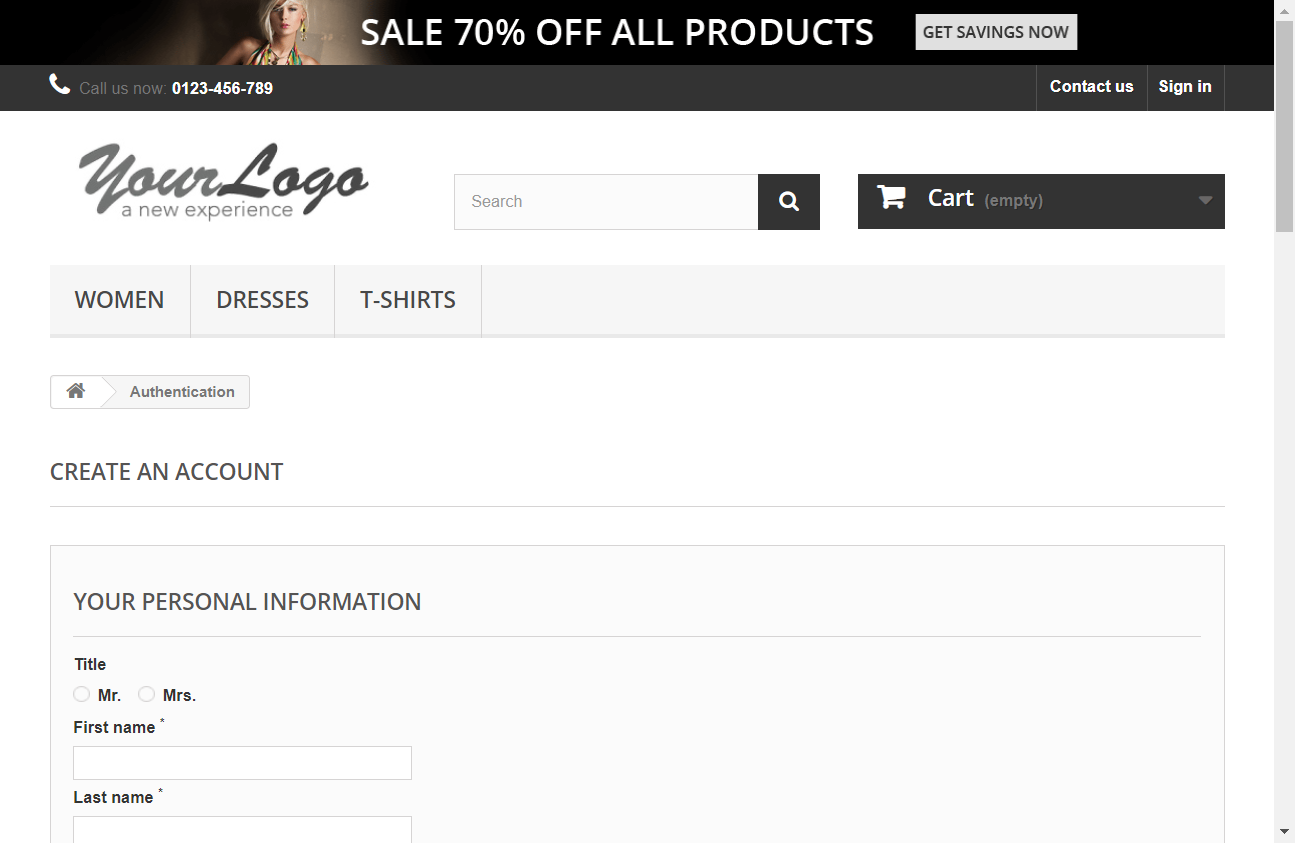 SALE 70% OFF ALL PRODUCTS GET SAVINGS NOW
Call us now: 0123-456-789 Contact us Sign in
YourLogo
a new experience
Search Cart (empty)
WOMEN DRESSES T-SHIRTS
Authentication
CREATE AN ACCOUNT
YOUR PERSONAL INFORMATION
Title
Mr. Mrs.
First name *
Last name *